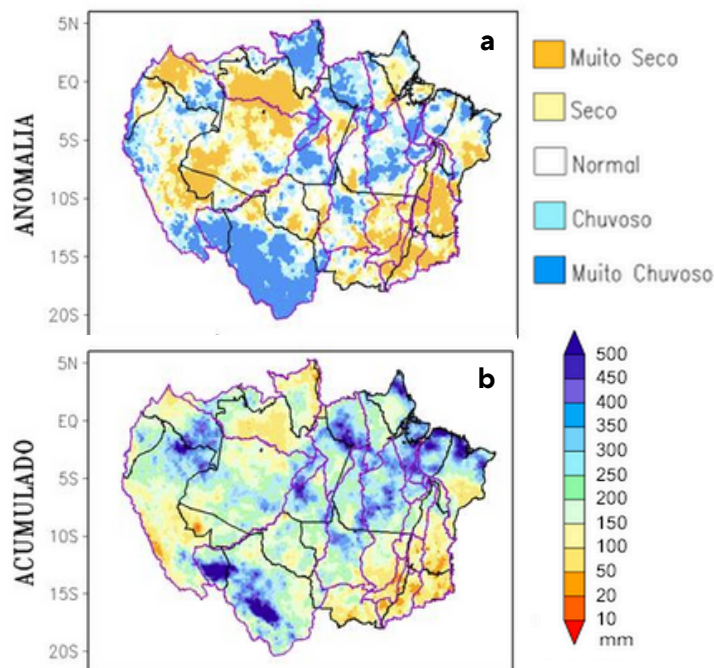 a
ANOMALIA
5N
EQ
5S
10S
15S
20S
Muito Seco
Seco
Normal
Chuvoso
Muito Chuvoso
b
ACUMULADO
5N
EQ
5S
10S
15S
20S
500
450
400
350
300
250
200
150
100
50
20
10
mm